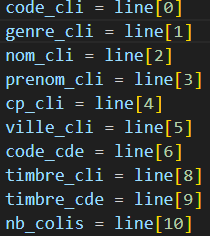 code_cli = line[0]
genre_cli = line[1]
nom_cli = line[2]
prenom_cli = line[3]
cp_cli = line[4]
ville_cli = line[5]
code_cde = line[6]
timbre_cli = line[8]
timbre_cde = line[9]
nb_colis = line[10]